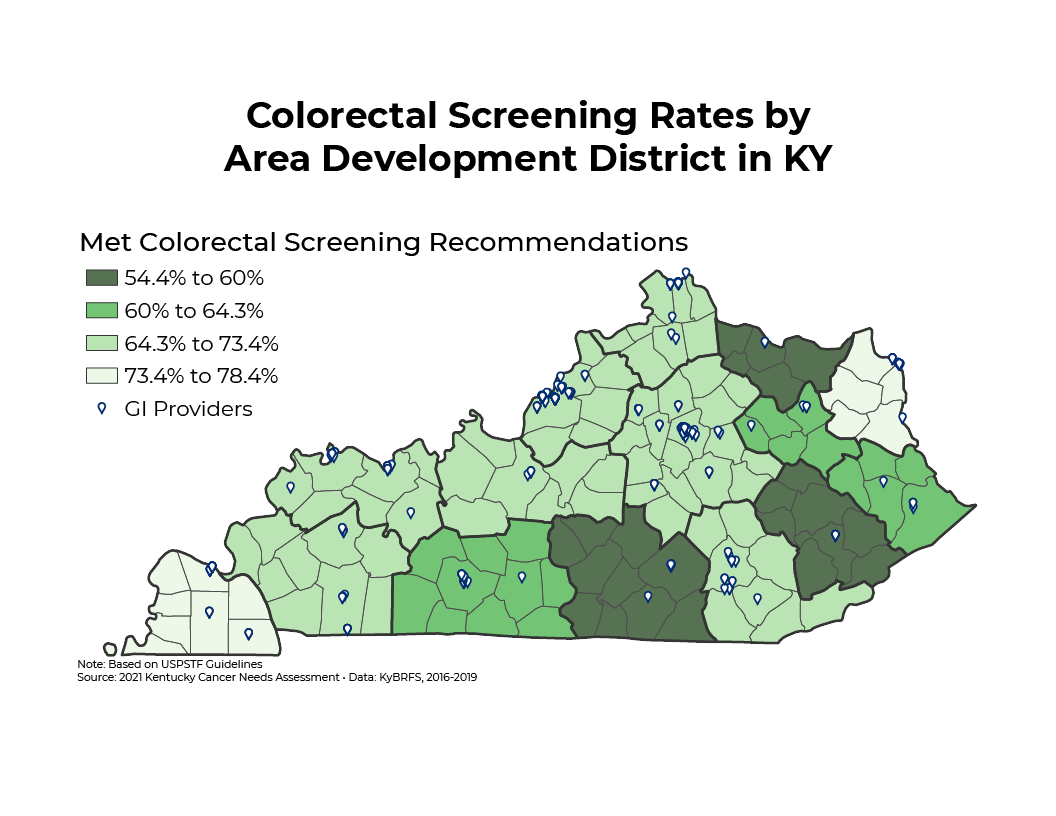 Colorectal Screening Rates by
Area Development District in KY
Met Colorectal Screening Recommendations
54.4% to 60%
60% to 64.3%
64.3% to 73.4%
73.4% to 78.4%
GI Providers
Note: Based on USPSTF Guidelines
Source: 2021 Kentucky Cancer Needs Assessment • Data: KyBRFS, 2016-2019